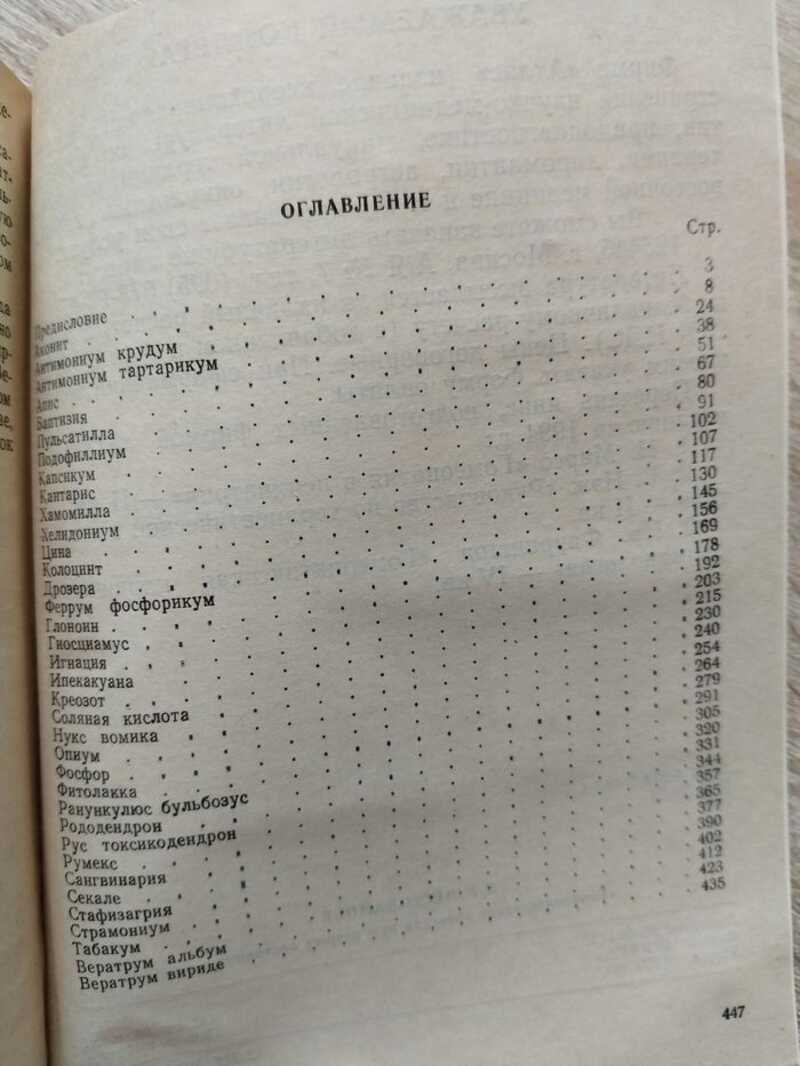 ОГЛАВЛЕНИЕ
Стр.
Предисловие . . . 3
Аконит . . . 8
Антимониум крудум . . . 24
Антимониум тартарикум . . . 38
Апис . . . 51
Баптизия . . . 67
Пульсатилла . . . 80
Подофиллиум . . . 91
Капсикум . . . 102
Кантарис . . . 107
Хамомилла . . . 117
Хелидониум . . . 130
Цина . . . 145
Колоцинт . . . 156
Дрозера . . . 169
Феррум фосфорикум . . . 178
Глоноин . . . 192
Гиосциамус . . . 203
Игнация . . . 215
Ипекакуана . . . 230
Креозот . . . 240
Соляная кислота . . . 254
Нукс вомика . . . 264
Опиум . . . 279
Фосфор . . . 291
Фитолакка . . . 305
Ранункулюс бульбозус . . . 320
Рододендрон . . . 331
Рус токсикодендрон . . . 344
Румекс . . . 357
Сангвинария . . . 365
Секале . . . 377
Стафизагрия . . . 390
Страмониум . . . 402
Табакум . . . 412
Вератрум альбум . . . 423
Вератрум вириде . . . 435
447